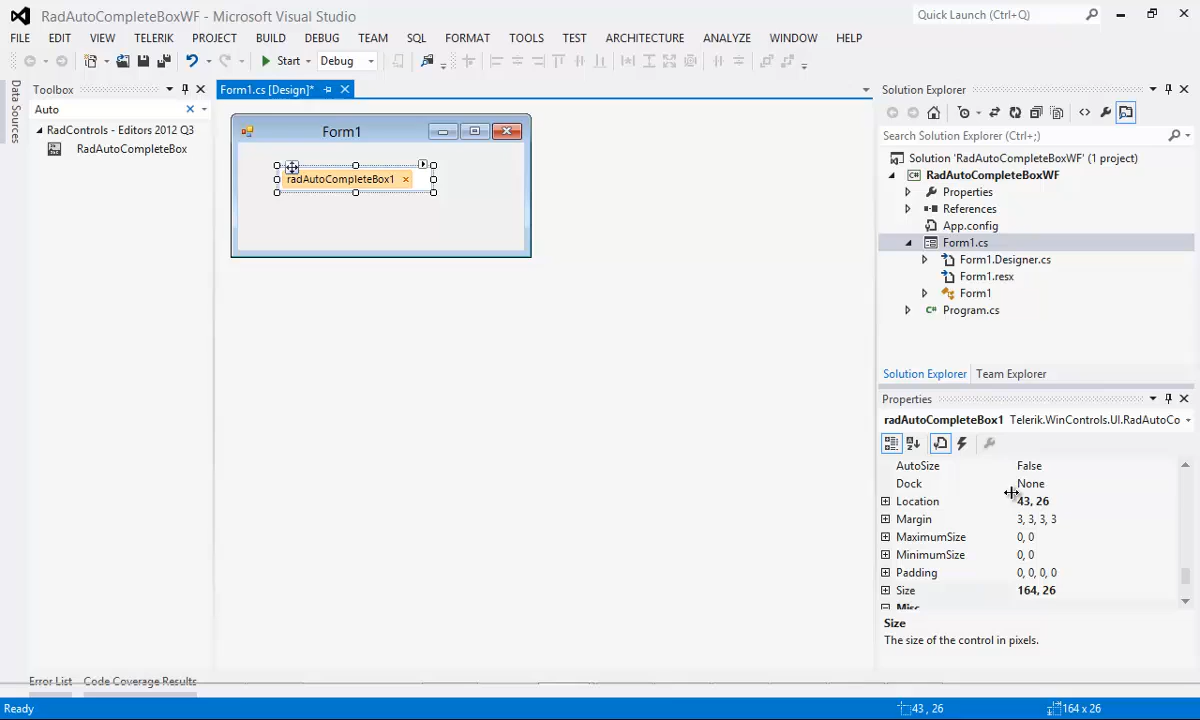 RadAutoCompleteBoxWF - Microsoft Visual Studio
Quick Launch (Ctrl+Q)
FILE EDIT VIEW TELERIK PROJECT BUILD DEBUG TEAM SQL FORMAT TOOLS TEST ARCHITECTURE ANALYZE WINDOW HELP
Start Debug
Data Sources
Toolbox
Auto
RadControls - Editors 2012 Q3
RadAutoCompleteBox
Form1.cs [Design]*
Form1
radAutoCompleteBox1
Solution Explorer
Search Solution Explorer (Ctrl+;)
Solution 'RadAutoCompleteBoxWF' (1 project)
RadAutoCompleteBoxWF
Properties
References
App.config
Form1.cs
Form1.Designer.cs
Form1.resx
Form1
Program.cs
Solution Explorer Team Explorer
Properties
radAutoCompleteBox1 Telerik.WinControls.UI.RadAutoCo
AutoSize False
Dock None
Location 43, 26
Margin 3, 3, 3, 3
MaximumSize 0, 0
MinimumSize 0, 0
Padding 0, 0, 0, 0
Size 164, 26
Misc
Size
The size of the control in pixels.
Error List Code Coverage Results
Ready 43 , 26 164 x 26